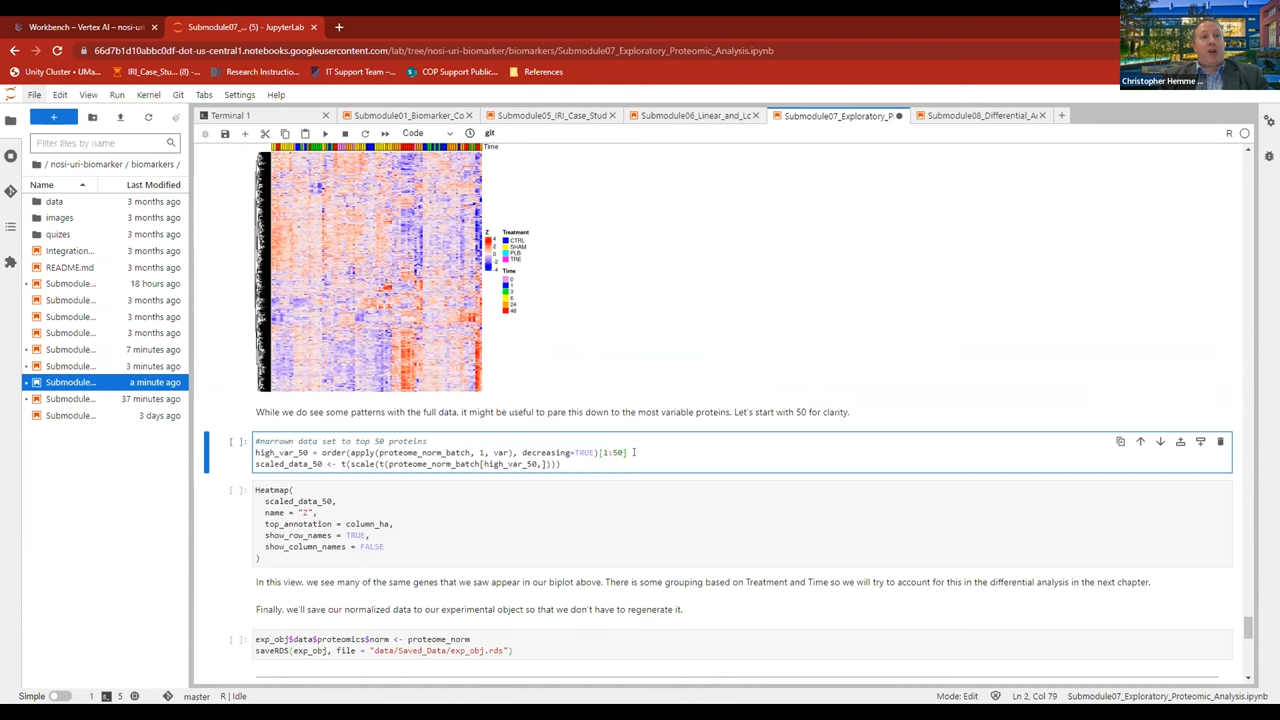 Workbench – Vertex AI – nosi-uri
Submodule07_... (5) - JupyterLab
66d7b1d10abbc0df-dot-us-central1.notebooks.googleusercontent.com/lab/tree/nosi-uri-biomarker/biomarkers/Submodule07_Exploratory_Proteomic_Analysis.ipynb
Unity Cluster - UMa... IRI_Case_Stu... (8) - ... Research Instruction... IT Support Team –... COP Support Public... References
Christopher Hemme ...
File Edit View Run Kernel Git Tabs Settings Help
Terminal 1
Submodule01_Biomarker_Co
Submodule05_IRI_Case_Stud
Submodule06_Linear_and_Lo
Submodule07_Exploratory_P
Submodule08_Differential_A
Code
git
R
Filter files by name
/ nosi-uri-biomarker / biomarkers /
Name Last Modified
data 3 months ago
images 3 months ago
quizes 3 months ago
Integration... 3 months ago
README.md 3 months ago
Submodule... 18 hours ago
Submodule... 3 months ago
Submodule... 3 months ago
Submodule... 3 months ago
Submodule... 7 minutes ago
Submodule... 3 minutes ago
Submodule... a minute ago
Submodule... 37 minutes ago
Submodule... 3 days ago
Time
Z
4
2
0
-2
-4
Treatment
CTRL
SHAM
PLB
TRE
Time
0
1
3
6
24
48
While we do see some patterns with the full data, it might be useful to pare this down to the most variable proteins. Let's start with 50 for clarity.
[ ]:
#narrown data set to top 50 proteins
high_var_50 = order(apply(proteome_norm_batch, 1, var), decreasing=TRUE)[1:50]
scaled_data_50 <- t(scale(t(proteome_norm_batch[high_var_50,])))
[ ]:
Heatmap(
scaled_data_50,
name = "Z",
top_annotation = column_ha,
show_row_names = TRUE,
show_column_names = FALSE
)
In this view, we see many of the same genes that we saw appear in our biplot above. There is some grouping based on Treatment and Time so we will try to account for this in the differential analysis in the next chapter.
Finally, we'll save our normalized data to our experimental object so that we don't have to regenerate it.
[ ]:
exp_obj$data$proteomics$norm <- proteome_norm
saveRDS(exp_obj, file = "data/Saved_Data/exp_obj.rds")
Simple 1 5 master R | Idle Mode: Edit Ln 2, Col 79 Submodule07_Exploratory_Proteomic_Analysis.ipynb